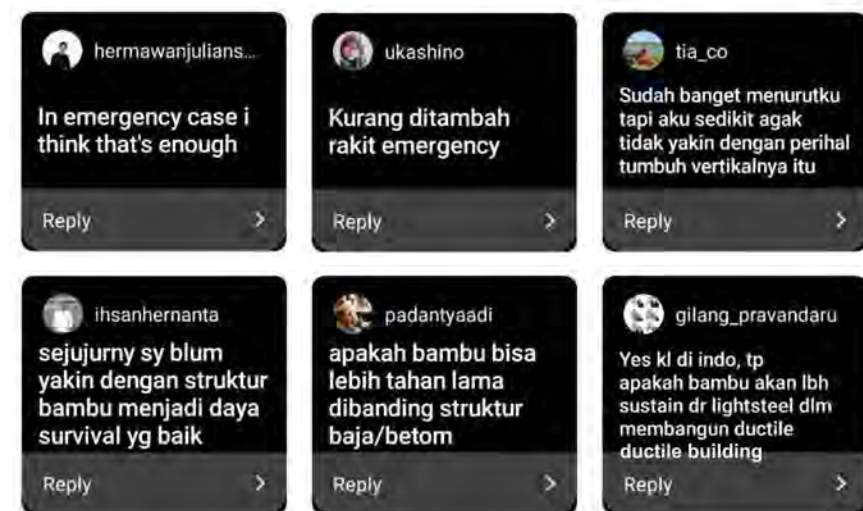 hermawanjulians...
In emergency case i
think that's enough
Reply >
ukashino
Kurang ditambah
rakit emergency
Reply >
tia_co
Sudah banget menurutku
tapi aku sedikit agak
tidak yakin dengan perihal
tumbuh vertikalnya itu
Reply >
ihsanhernanta
sejujurny sy blum
yakin dengan struktur
bambu menjadi daya
survival yg baik
Reply >
padantyaadi
apakah bambu bisa
lebih tahan lama
dibanding struktur
baja/betom
Reply >
gilang_pravandaru
Yes kl di indo, tp
apakah bambu akan lbh
sustain dr lightsteel dlm
membangun ductile
ductile building
Reply >